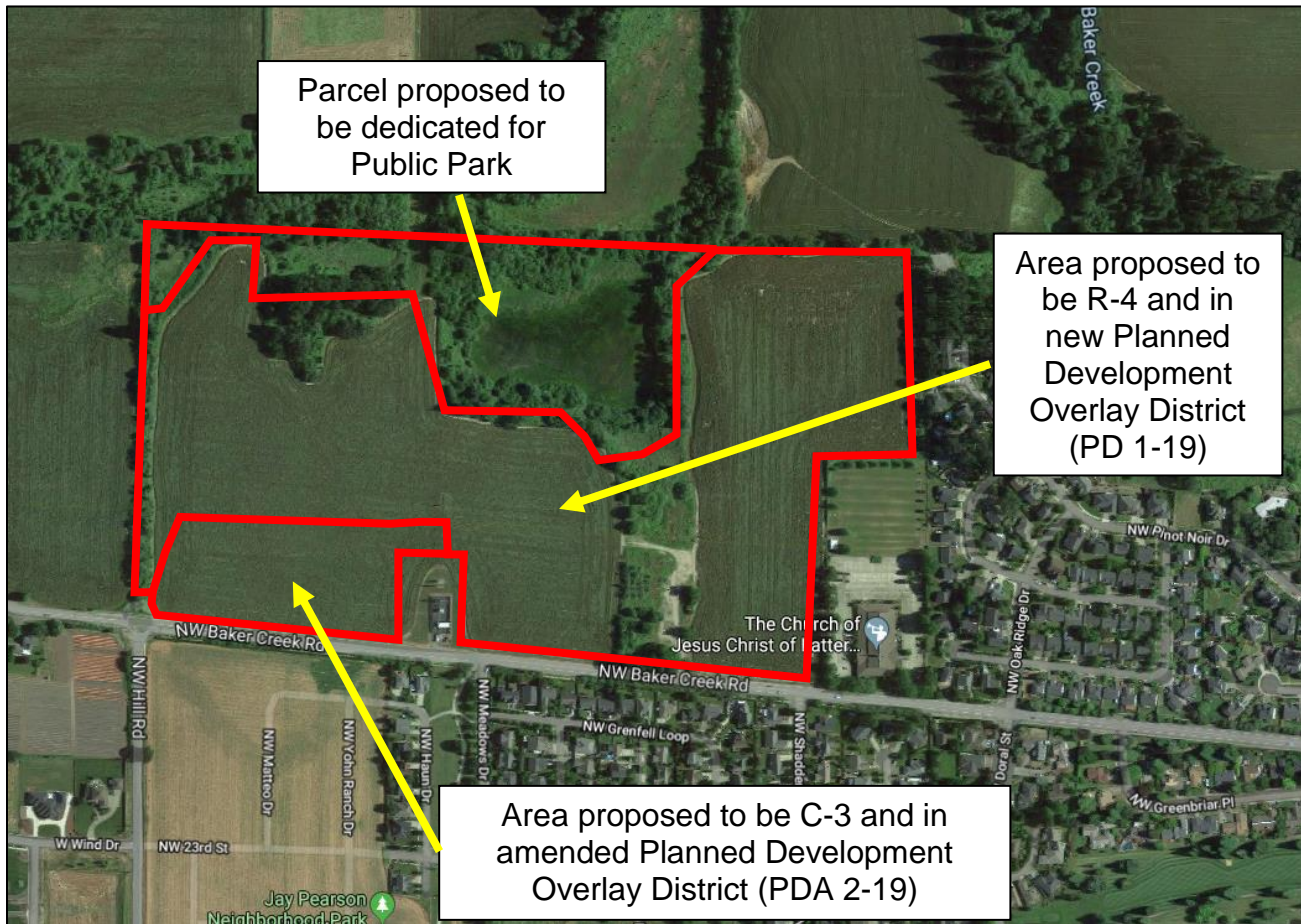 Baker Creek
Parcel proposed to
be dedicated for
Public Park
Area proposed to
be R-4 and in
new Planned
Development
Overlay District
(PD 1-19)
NW Pinot Noir Dr
The Church of
Jesus Christ of Latter...
NW Oak Ridge Dr
NW Baker Creek Rd
NW Baker Creek Rd
NW Hill Rd
NW Meadows Dr
NW Grenfell Loop
NW Shadde
Doral St
NW Matteo Dr
NW Yohn Ranch Dr
NW Haun Dr
NW Greenbriar Pl
W Wind Dr
NW 23rd St
Area proposed to be C-3 and in
amended Planned Development
Overlay District (PDA 2-19)
Jay Pearson
Neighborhood Park